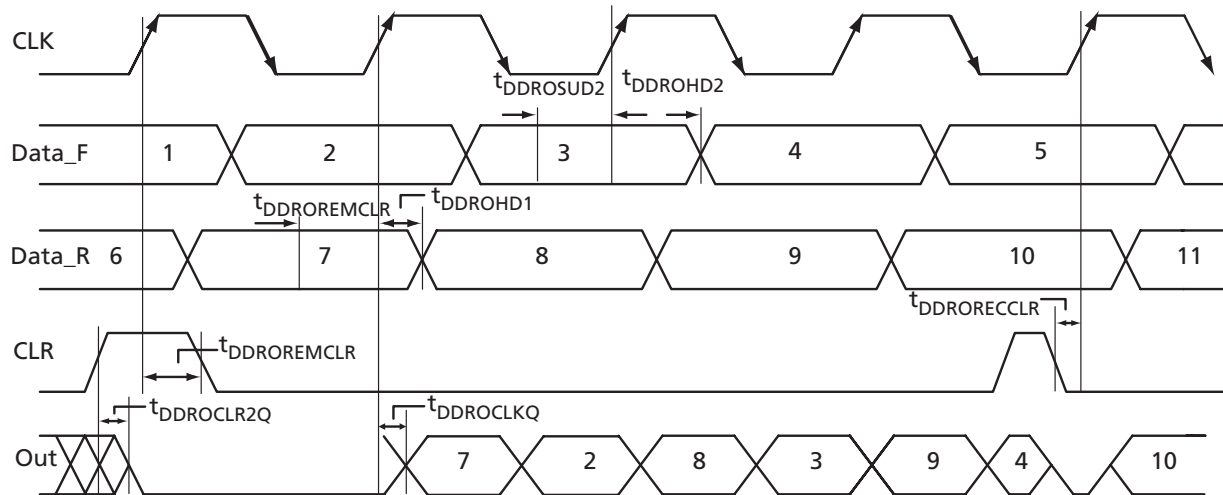 CLK
tDDROSUD2 tDDROHD2
Data_F 1 2 3 4 5
tDDROREMCLR tDDROHD1
Data_R 6 7 8 9 10 11
tDDRORECCLR
CLR tDDROREMCLR
tDDROCLR2Q tDDROCLKQ
Out 7 2 8 3 9 4 10